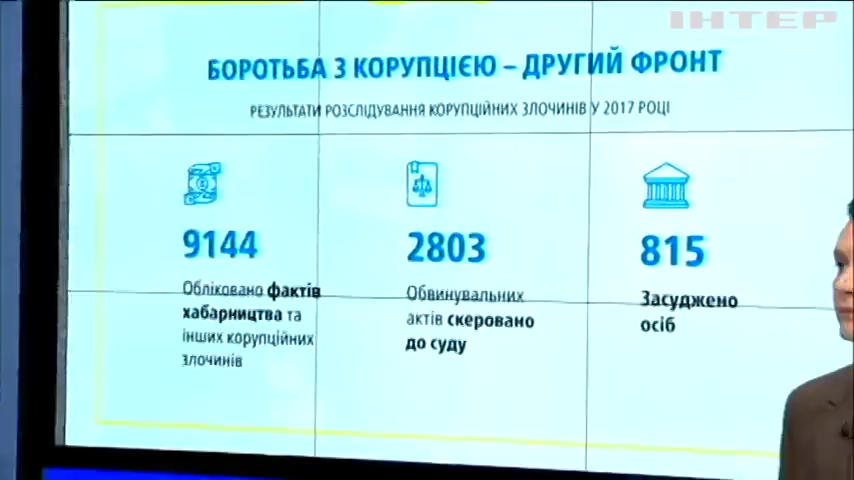 ІНТЕР
БОРОТЬБА З КОРУПЦІЄЮ – ДРУГИЙ ФРОНТ
РЕЗУЛЬТАТИ РОЗСЛІДУВАННЯ КОРУПЦІЙНИХ ЗЛОЧИНІВ У 2017 РОЦІ
9144
Обліковано фактів
хабарництва та
інших корупційних
злочинів
2803
Обвинувальних
актів скеровано
до суду
815
Засуджено
осіб